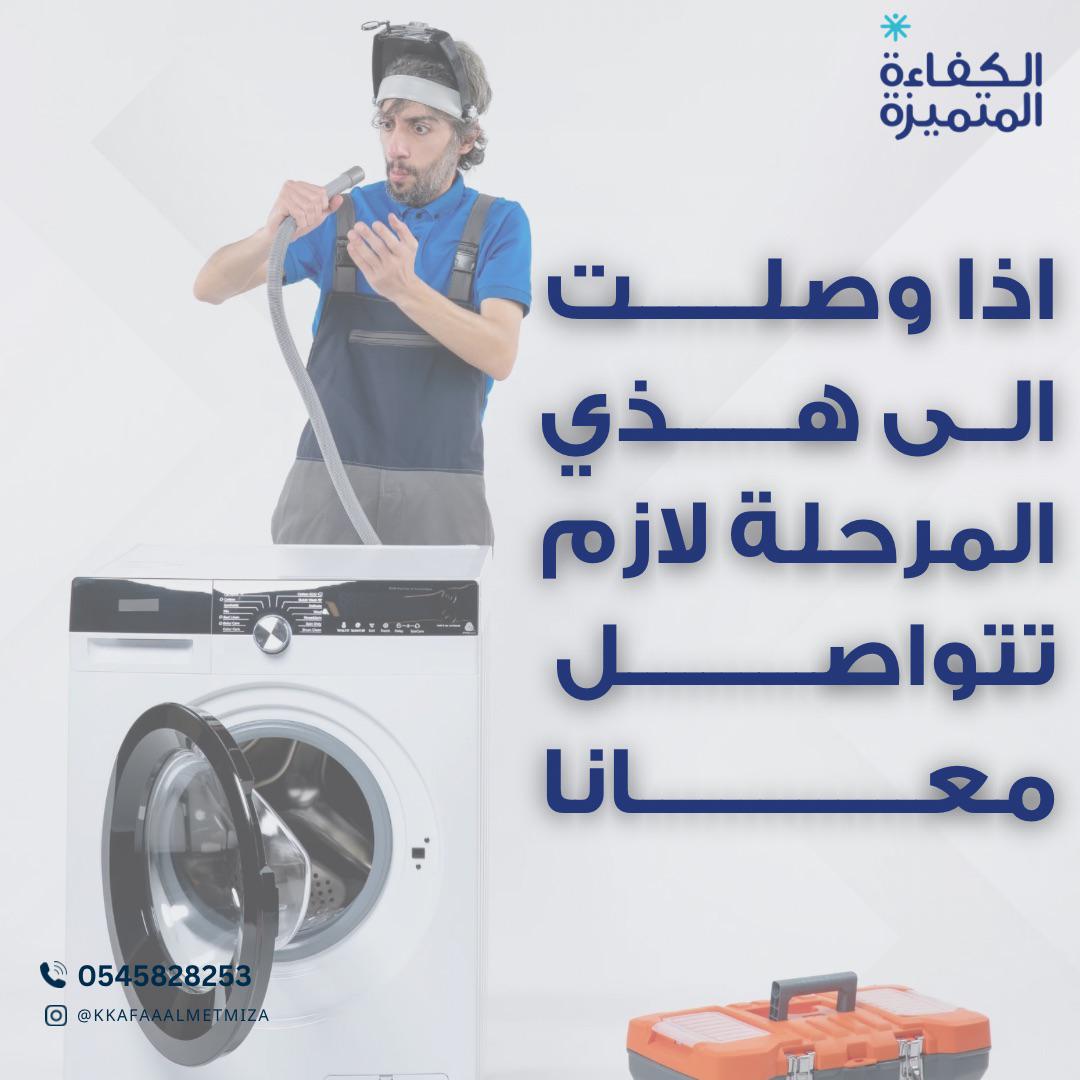 الكفاءة
المتميزة
اذا وصلت
الى هذي
المرحلة لازم
تتواصل
معانا
0545828253
@KKAFAAALMETMIZA